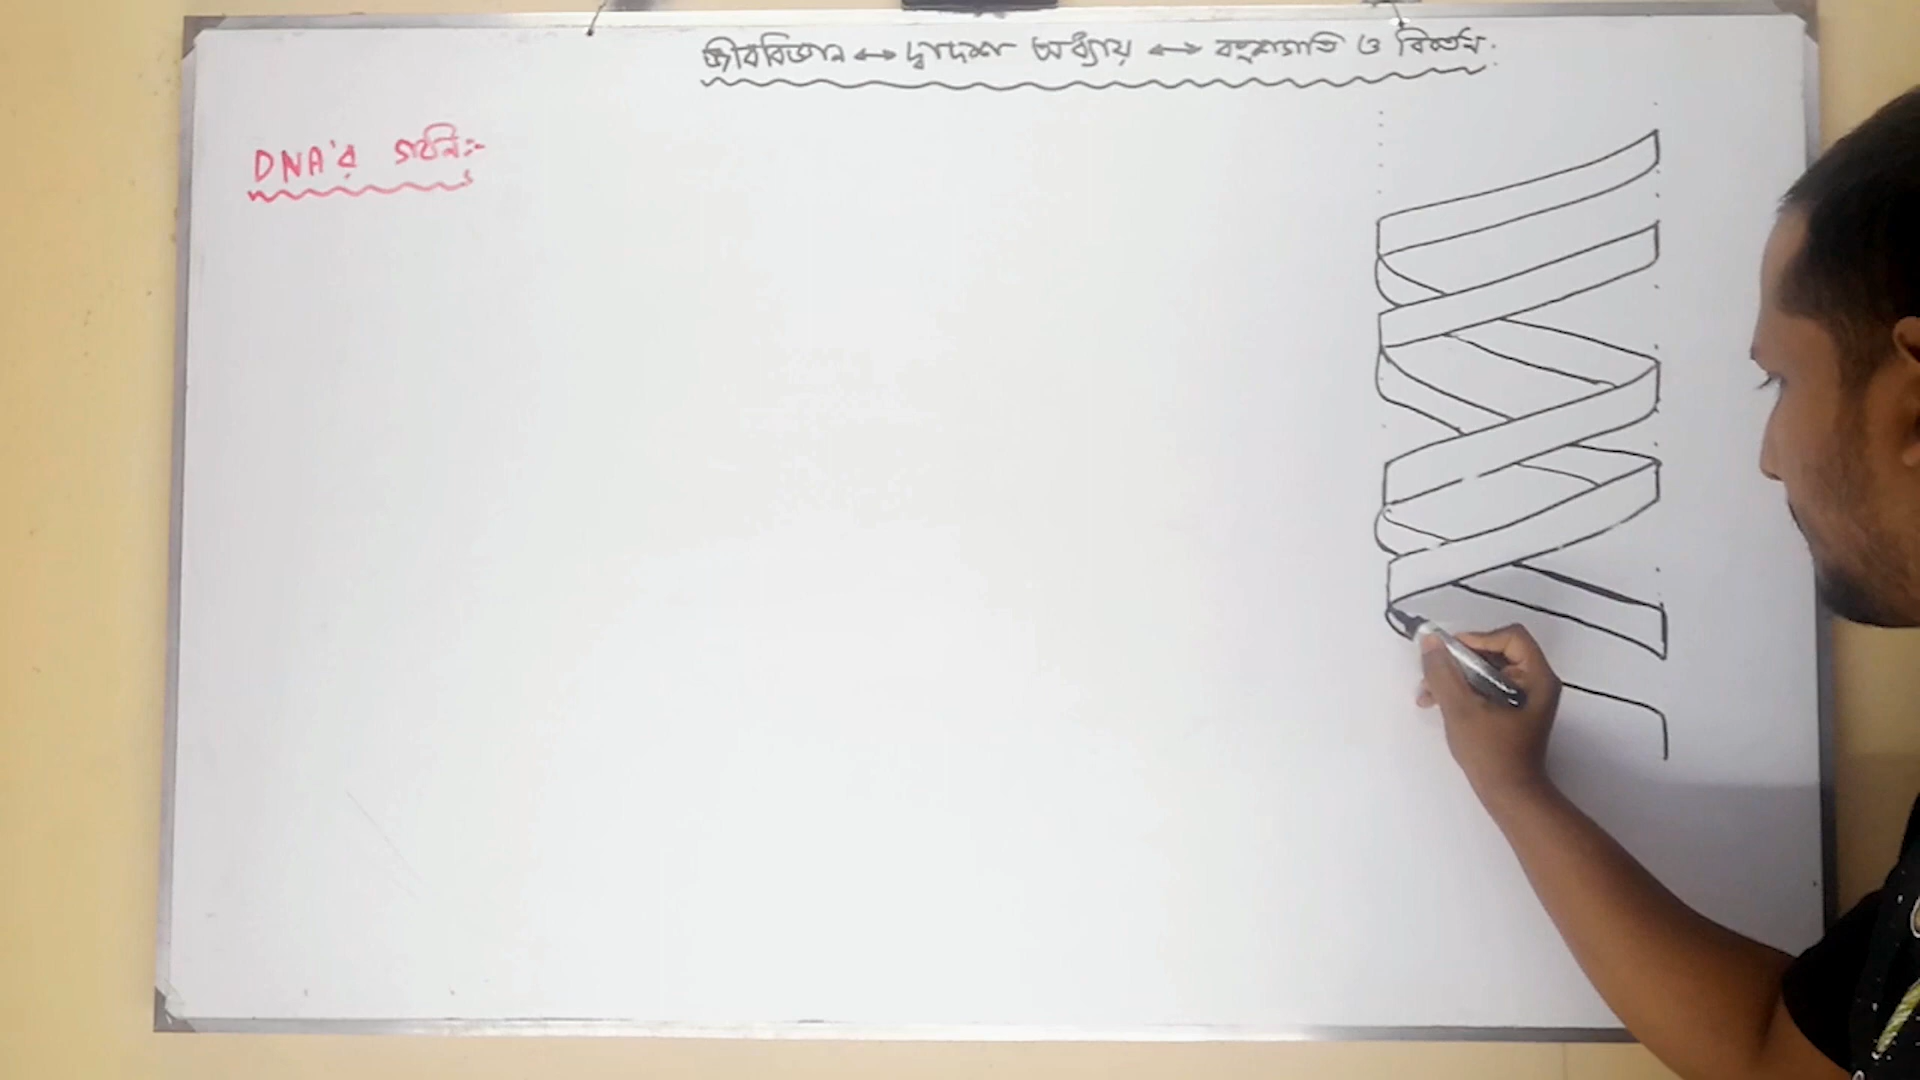 জীববিজ্ঞান ↔ দ্বাদশ অধ্যায় ↔ বংশগতি ও বিবর্তন.
DNA'র গঠন:-